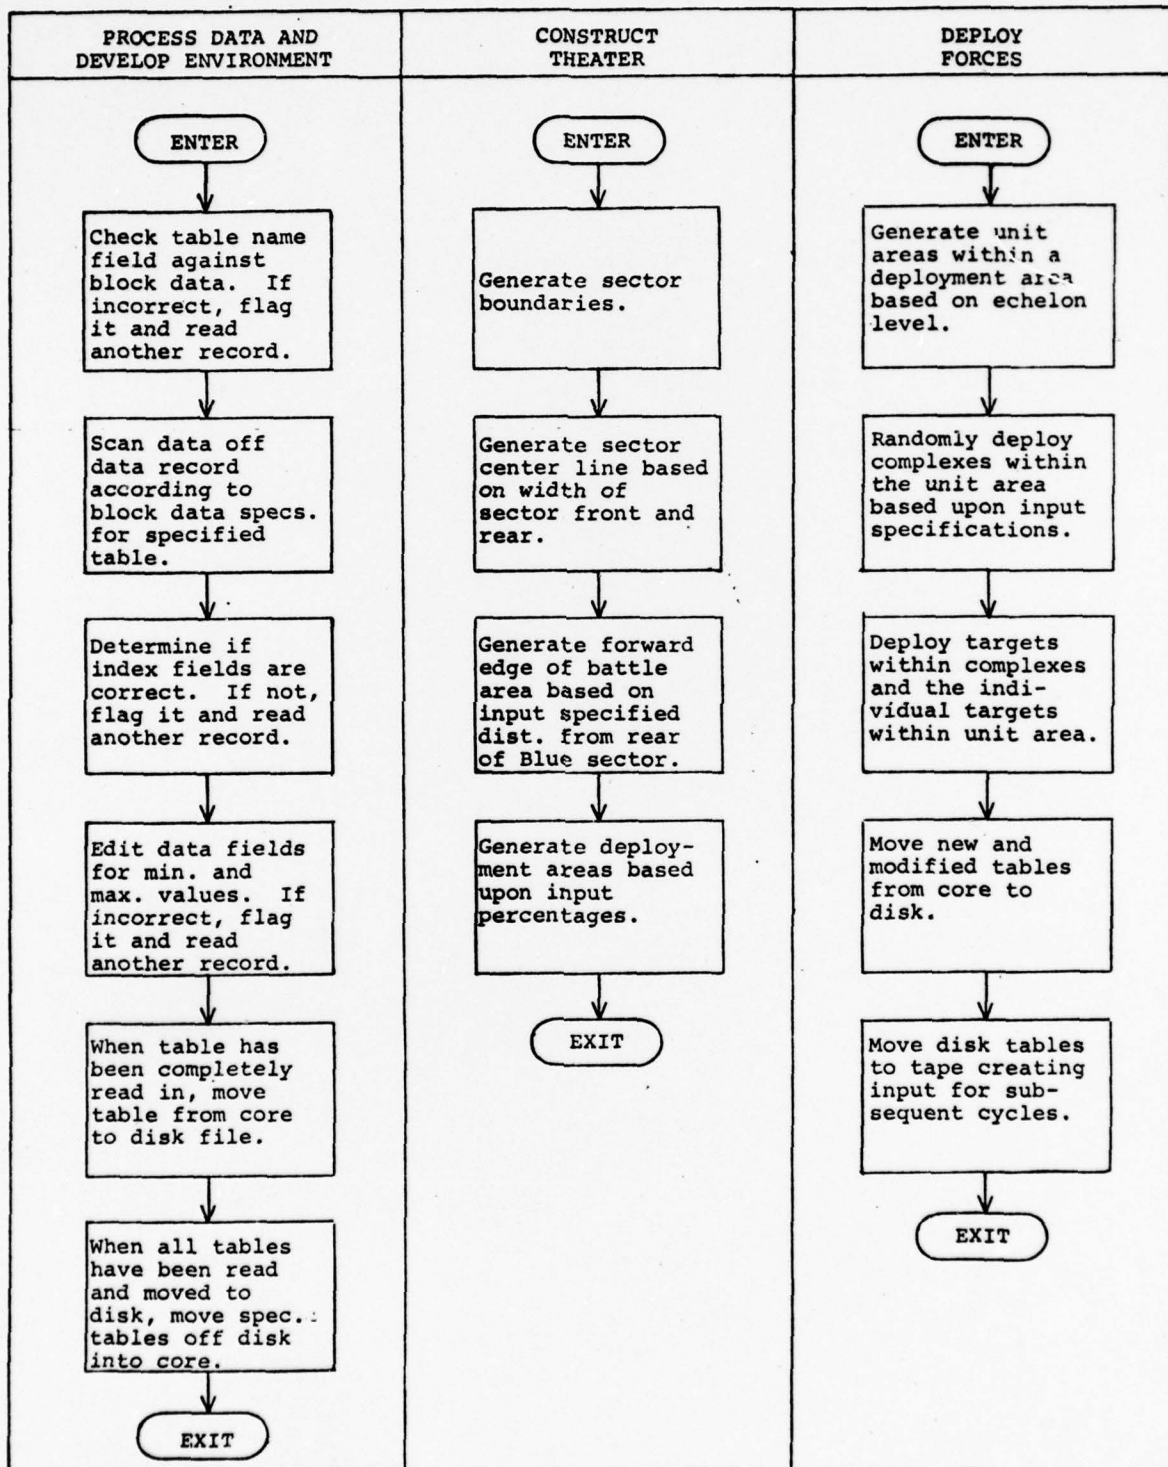 PROCESS DATA AND
DEVELOP ENVIRONMENT
ENTER
Check table name
field against
block data. If
incorrect, flag
it and read
another record.
Scan data off
data record
according to
block data specs.
for specified
table.
Determine if
index fields are
correct. If not,
flag it and read
another record.
Edit data fields
for min. and
max. values. If
incorrect, flag
it and read
another record.
When table has
been completely
read in, move
table from core
to disk file.
When all tables
have been read
and moved to
disk, move spec.
tables off disk
into core.
EXIT
CONSTRUCT
THEATER
ENTER
Generate sector
boundaries.
Generate sector
center line based
on width of
sector front and
rear.
Generate forward
edge of battle
area based on
input specified
dist. from rear
of Blue sector.
Generate deploy-
ment areas based
upon input
percentages.
EXIT
DEPLOY
FORCES
ENTER
Generate unit
areas within a
deployment area
based on echelon
level.
Randomly deploy
complexes within
the unit area
based upon input
specifications.
Deploy targets
within complexes
and the indi-
vidual targets
within unit area.
Move new and
modified tables
from core to
disk.
Move disk tables
to tape creating
input for sub-
sequent cycles.
EXIT